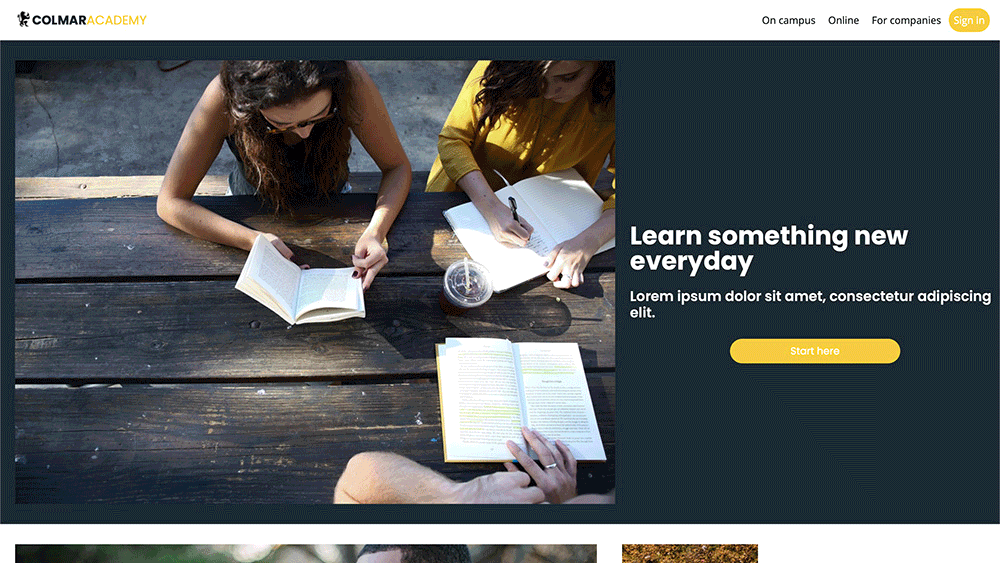 COLMARACADEMY
On campus Online For companies Sign In
Learn something new
everyday
Lorem ipsum dolor sit amet, consectetur adipiscing
elit.
Start here